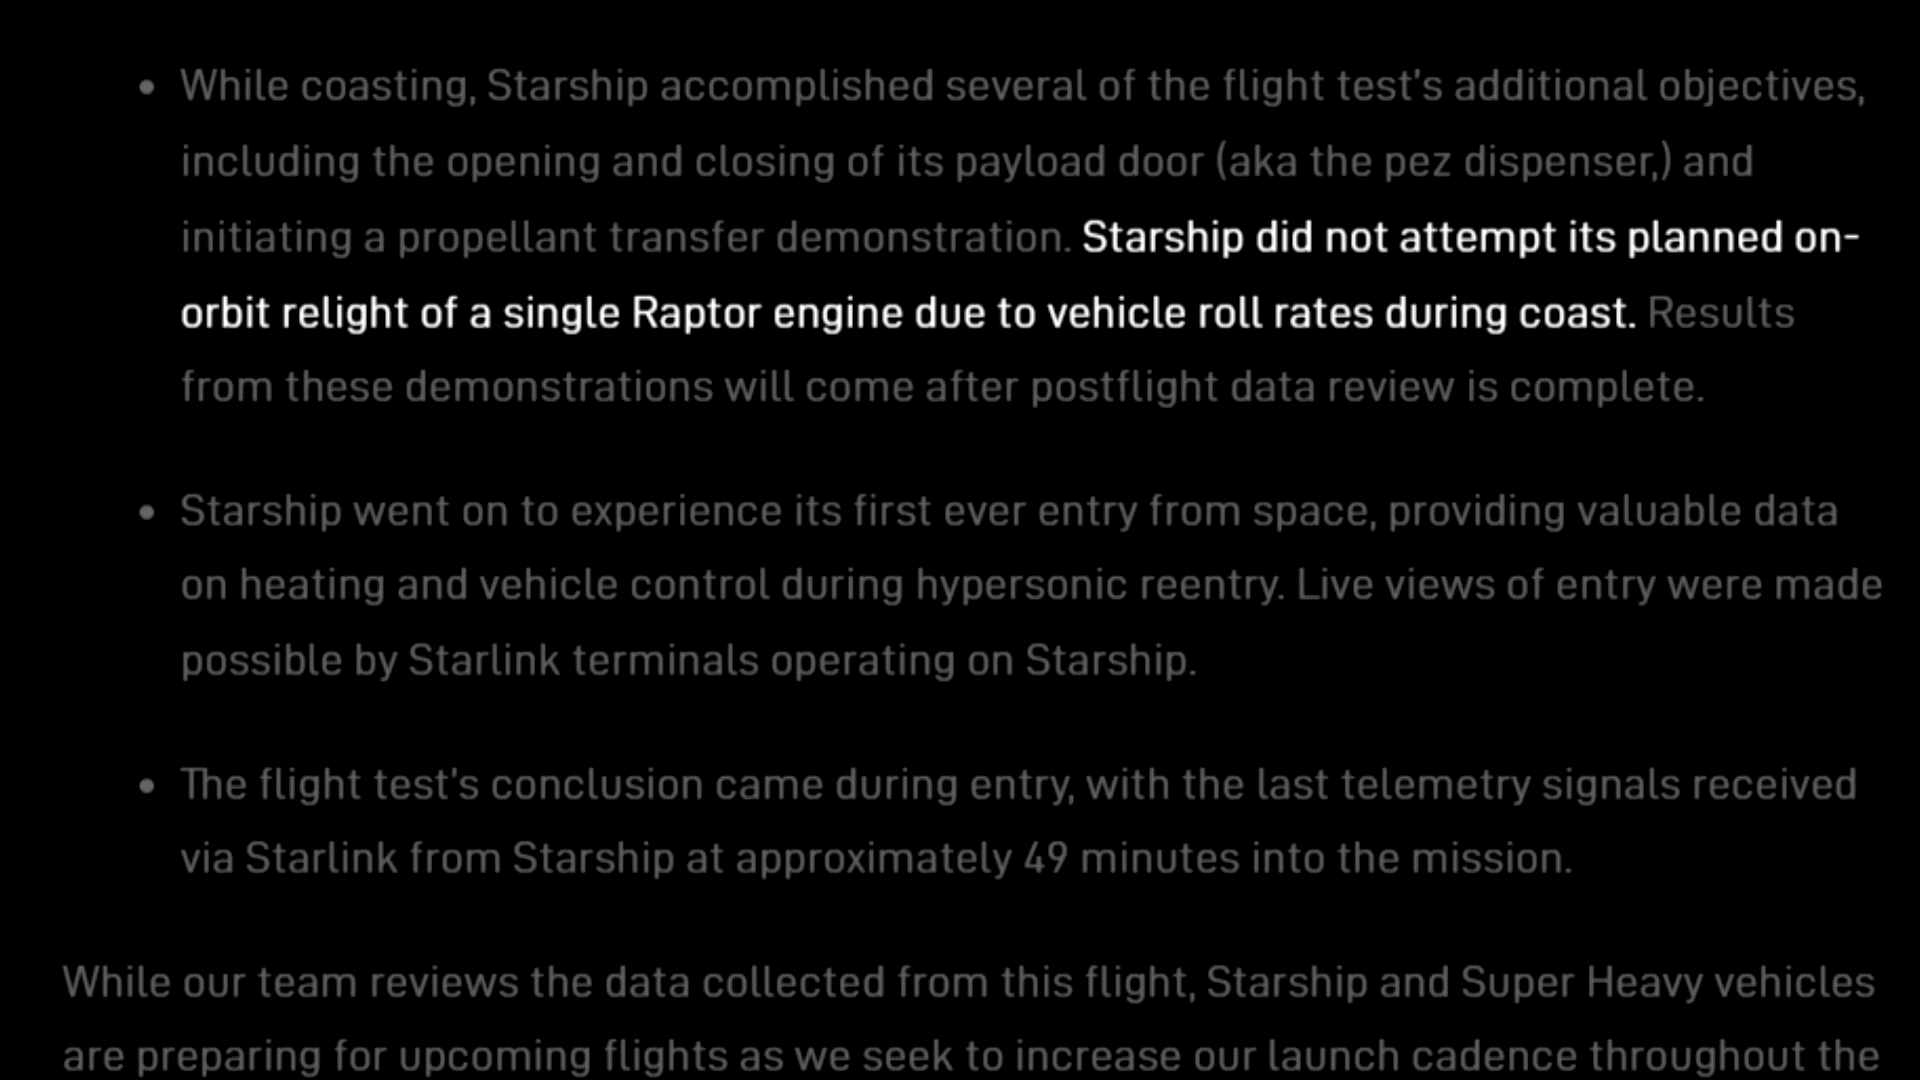 • While coasting, Starship accomplished several of the flight test's additional objectives,
including the opening and closing of its payload door (aka the pez dispenser,) and
initiating a propellant transfer demonstration. Starship did not attempt its planned on-
orbit relight of a single Raptor engine due to vehicle roll rates during coast. Results
from these demonstrations will come after postflight data review is complete.
• Starship went on to experience its first ever entry from space, providing valuable data
on heating and vehicle control during hypersonic reentry. Live views of entry were made
possible by Starlink terminals operating on Starship.
• The flight test's conclusion came during entry, with the last telemetry signals received
via Starlink from Starship at approximately 49 minutes into the mission.
While our team reviews the data collected from this flight, Starship and Super Heavy vehicles
are preparing for upcoming flights as we seek to increase our launch cadence throughout the